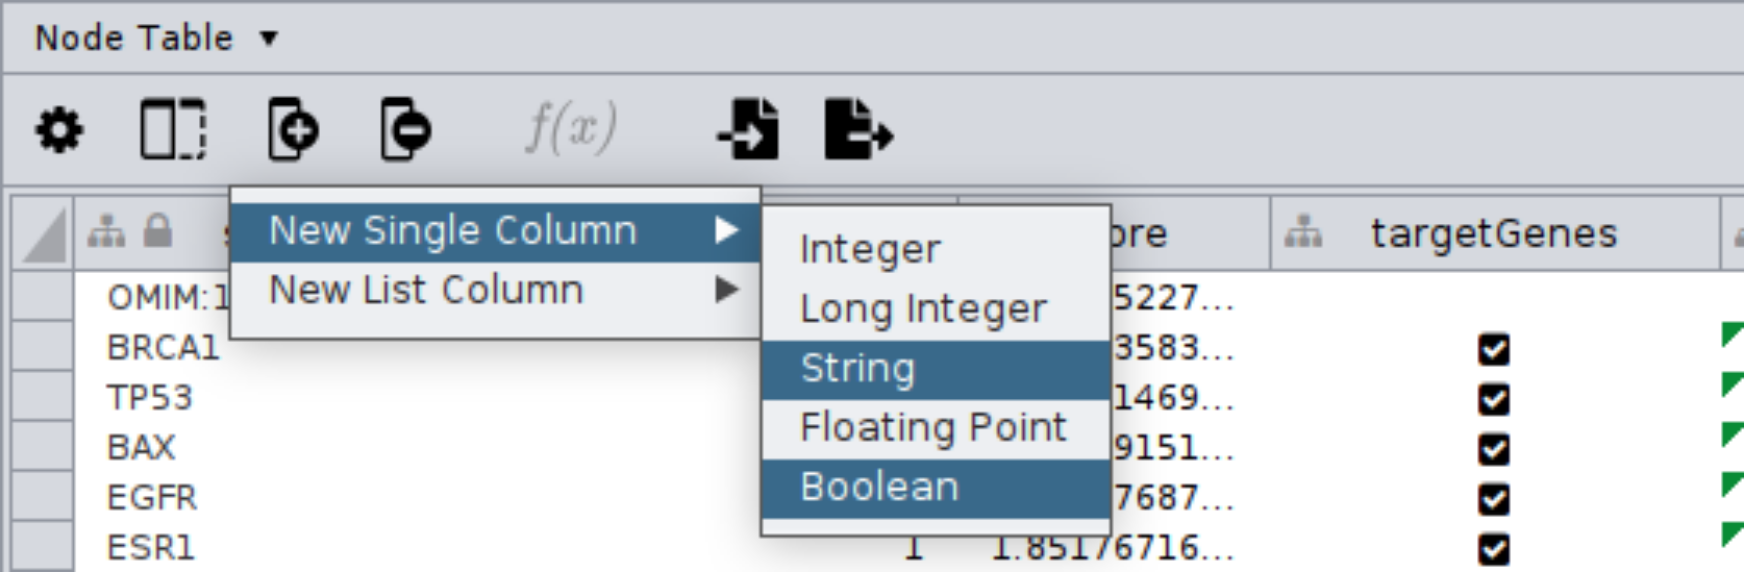 Node Table
f(x)
New Single Column
New List Column
Integer
Long Integer
String
Floating Point
Boolean
targetGenes
OMIM:1
5227...
BRCA1
3583...
TP53
1469...
BAX
9151...
EGFR
7687...
ESR1 1 1.85176716...